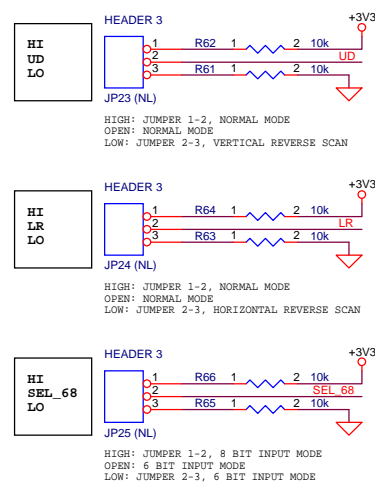 HEADER 3
+3V3
HI
UD
LO
1 R62 1 2 10k
2 UD
3 R61 1 2 10k
JP23 (NL)
HIGH: JUMPER 1-2, NORMAL MODE
OPEN: NORMAL MODE
LOW: JUMPER 2-3, VERTICAL REVERSE SCAN
HEADER 3
+3V3
HI
LR
LO
1 R64 1 2 10k
2 LR
3 R63 1 2 10k
JP24 (NL)
HIGH: JUMPER 1-2, NORMAL MODE
OPEN: NORMAL MODE
LOW: JUMPER 2-3, HORIZONTAL REVERSE SCAN
HEADER 3
+3V3
HI
SEL_68
LO
1 R66 1 2 10k
2 SEL_68
3 R65 1 2 10k
JP25 (NL)
HIGH: JUMPER 1-2, 8 BIT INPUT MODE
OPEN: 6 BIT INPUT MODE
LOW: JUMPER 2-3, 6 BIT INPUT MODE